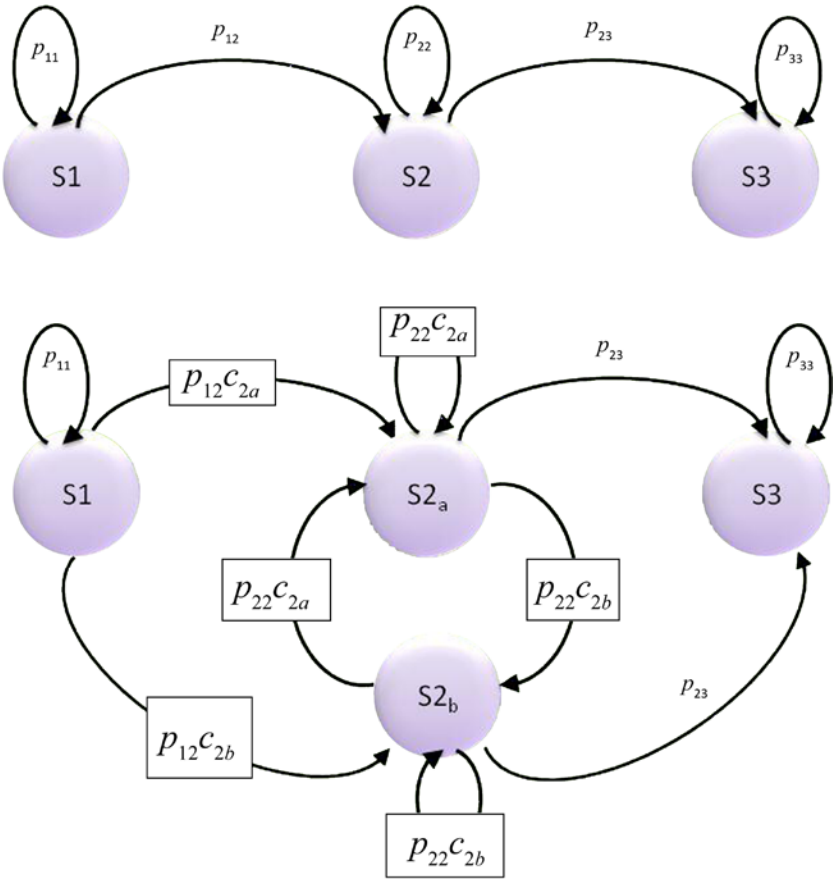 p₁₁ p₁₂ p₂₂ p₂₃ p₃₃
S1 S2 S3
p₂₂c₂ₐ
p₁₁ p₁₂c₂ₐ p₂₃ p₃₃
S1 S2ₐ S3
p₂₂c₂ₐ p₂₂c₂b
S2b p₂₃
p₁₂c₂b
p₂₂c₂b